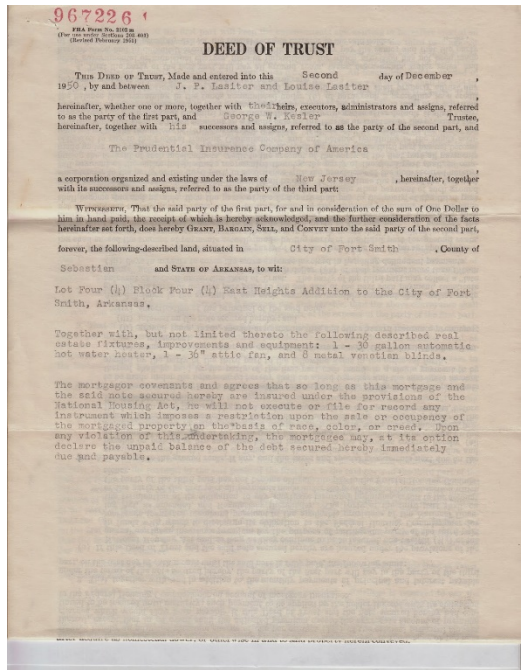 967226
FHA Form No. 2102 m
(For use under Sections 203-603)
(Revised February 1950)
DEED OF TRUST
THIS DEED OF TRUST, Made and entered into this Second day of December ,
1950 , by and between J. P. Lasiter and Louise Lasiter ,
hereinafter, whether one or more, together with their heirs, executors, administrators and assigns, referred
to as the party of the first part, and George W. Kesler Trustee,
hereinafter, together with his successors and assigns, referred to as the party of the second part, and
The Prudential Insurance Company of America
a corporation organized and existing under the laws of New Jersey , hereinafter, together
with its successors and assigns, referred to as the party of the third part:
WITNESSETH, That the said party of the first part, for and in consideration of the sum of One Dollar to
him in hand paid, the receipt of which is hereby acknowledged, and the further consideration of the facts
hereinafter set forth, does hereby GRANT, BARGAIN, SELL, and CONVEY unto the said party of the second part,
forever, the following-described land, situated in City of Fort Smith , County of
Sebastian and STATE OF ARKANSAS, to wit:
Lot Four (4) Block Four (4) East Heights Addition to the City of Fort
Smith, Arkansas.
Together with, but not limited thereto the following described real
estate fixtures, improvements and equipment: 1 - 30 gallon automatic
hot water heater, 1 - 36" attic fan, and 8 metal venetian blinds.
The mortgagor covenants and agrees that so long as this mortgage and
the said note secured hereby are insured under the provisions of the
National Housing Act, he will not execute or file for record any
instrument which imposes a restriction upon the sale or occupancy of
the mortgaged property on the basis of race, color, or creed. Upon
any violation of this undertaking, the mortgagee may, at its option
declare the unpaid balance of the debt secured hereby immediately
due and payable.